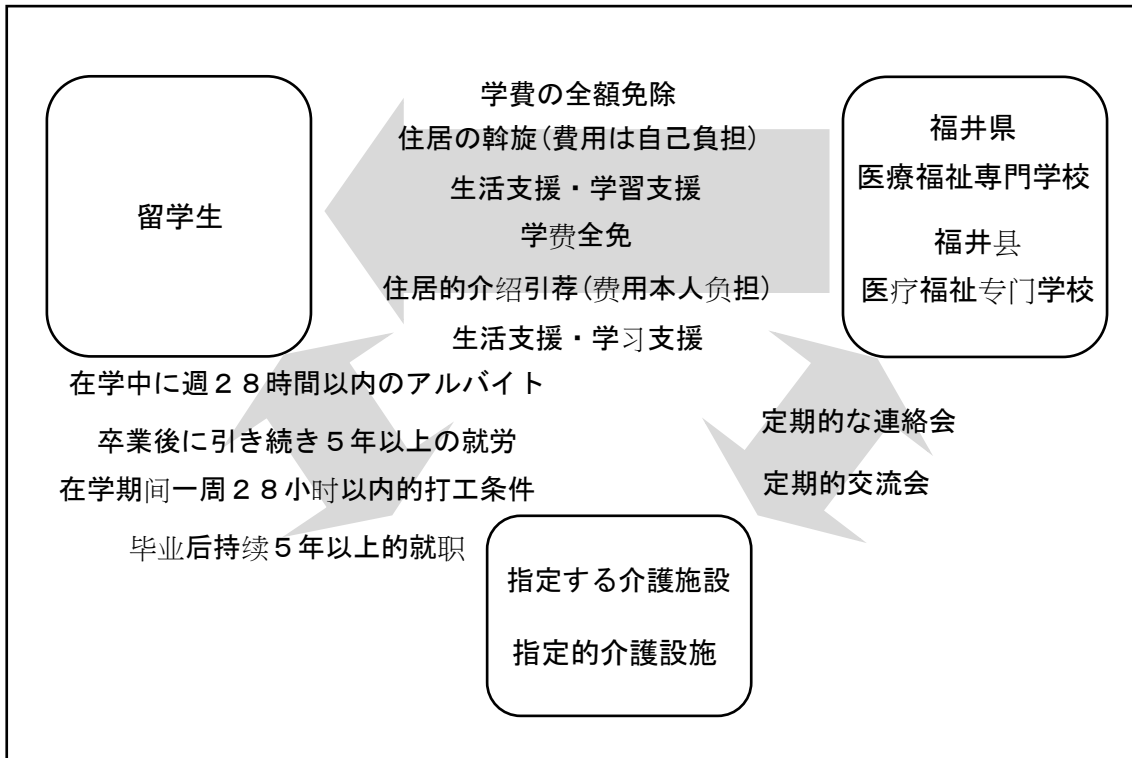 留学生
学費の全額免除
住居の斡旋(費用は自己負担)
生活支援・学習支援
学费全免
住居的介绍引荐(费用本人负担)
生活支援・学习支援
福井県
医療福祉専門学校
福井县
医疗福祉专门学校
在学中に週２８時間以内のアルバイト
卒業後に引き続き５年以上の就労
在学期间一周２８小时以内的打工条件
毕业后持续５年以上的就职
定期的な連絡会
定期的交流会
指定する介護施設
指定的介護設施